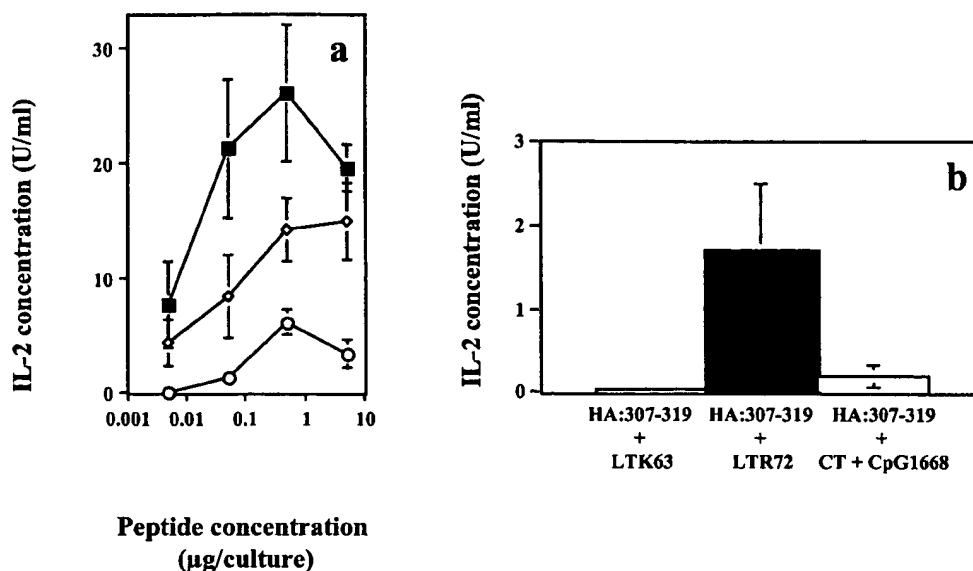 a
30
20
10
0
0.001 0.01 0.1 1 10
IL-2 concentration (U/ml)
Peptide concentration
(µg/culture)
b
3
2
1
0
IL-2 concentration (U/ml)
HA:307-319 HA:307-319 HA:307-319
+ + +
LTK63 LTR72 CT + CpG1668